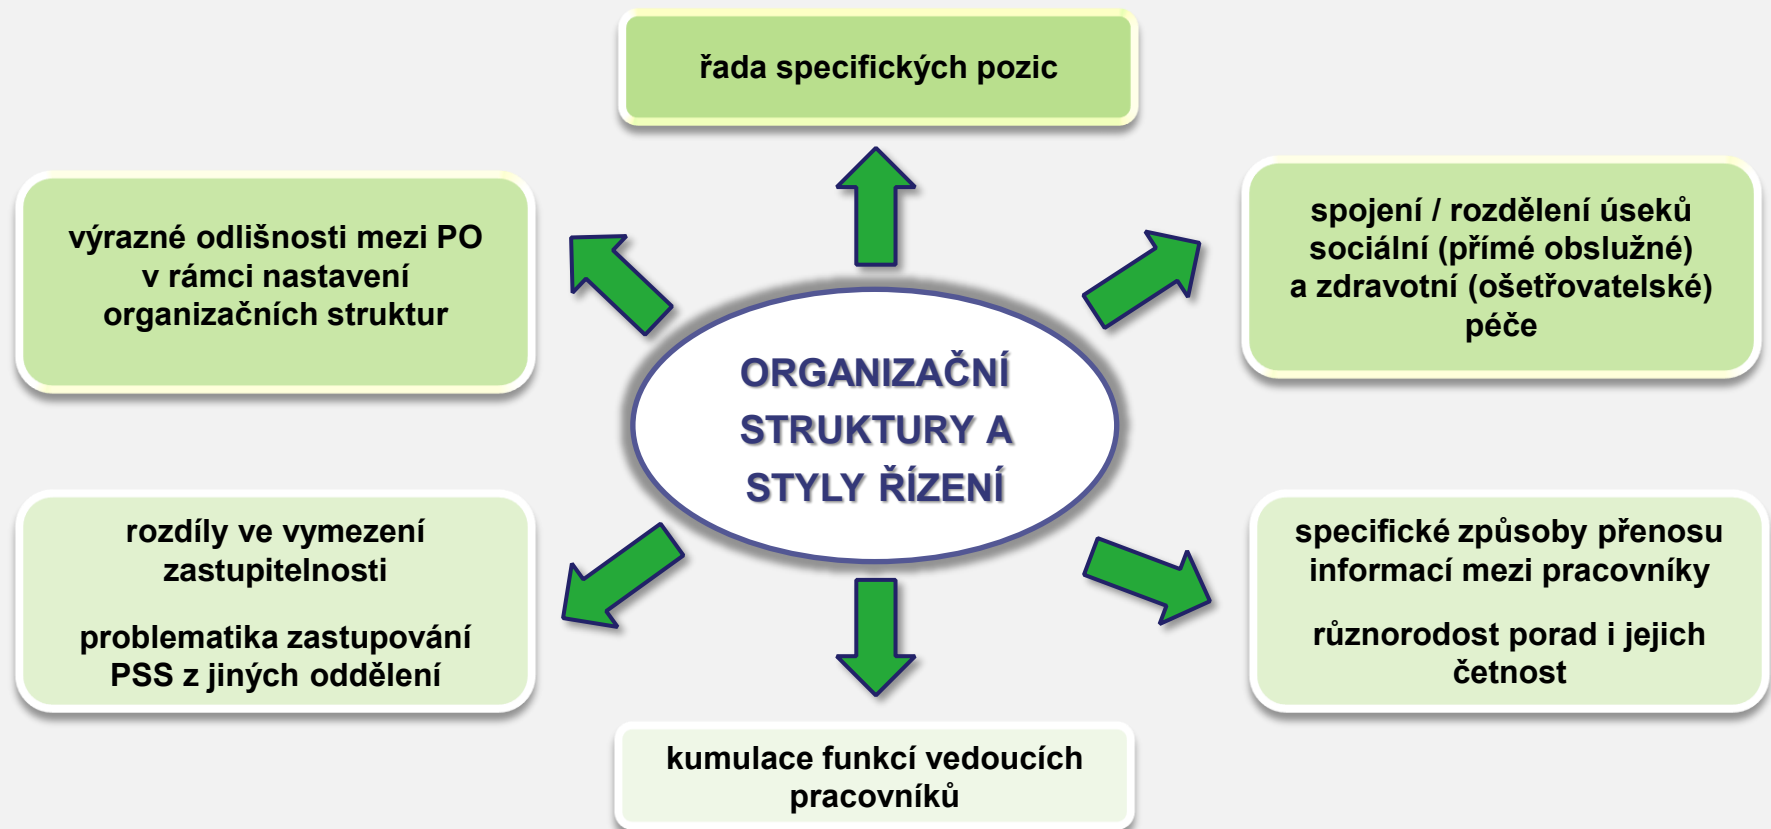 řada specifických pozic
výrazné odlišnosti mezi PO
v rámci nastavení
organizačních struktur
spojení / rozdělení úseků
sociální (přímé obslužné)
a zdravotní (ošetřovatelské)
péče
ORGANIZAČNÍ
STRUKTURY A
STYLY ŘÍZENÍ
rozdíly ve vymezení
zastupitelnosti
problematika zastupování
PSS z jiných oddělení
specifické způsoby přenosu
informací mezi pracovníky
různorodost porad i jejich
četnost
kumulace funkcí vedoucích
pracovníků